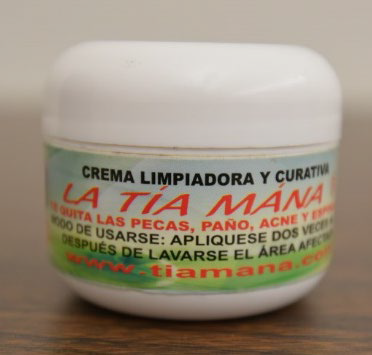 CREMA LIMPIADORA Y CURATIVA
LA TÍA MÁNA
QUITA LAS PECAS, PAÑO, ACNE Y
MODO DE USARSE: APLIQUESE DOS VECES
DESPUÉS DE LAVARSE EL ÁREA
www.tiamana.co